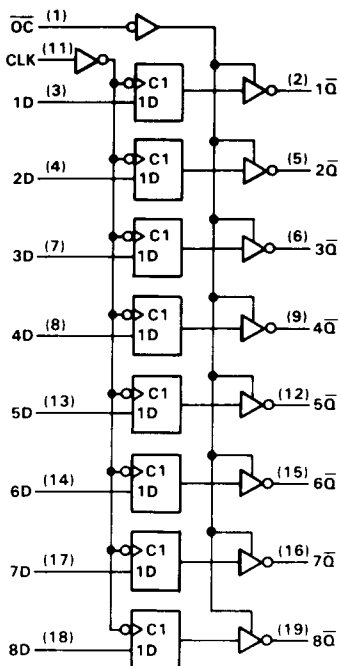 O̅C̅ (1)
CLK (11)
C1
1D (3) 1D (2) 1Q̅
C1
2D (4) 1D (5) 2Q̅
C1
3D (7) 1D (6) 3Q̅
C1
4D (8) 1D (9) 4Q̅
C1
5D (13) 1D (12) 5Q̅
C1
6D (14) 1D (15) 6Q̅
C1
7D (17) 1D (16) 7Q̅
C1
8D (18) 1D (19) 8Q̅